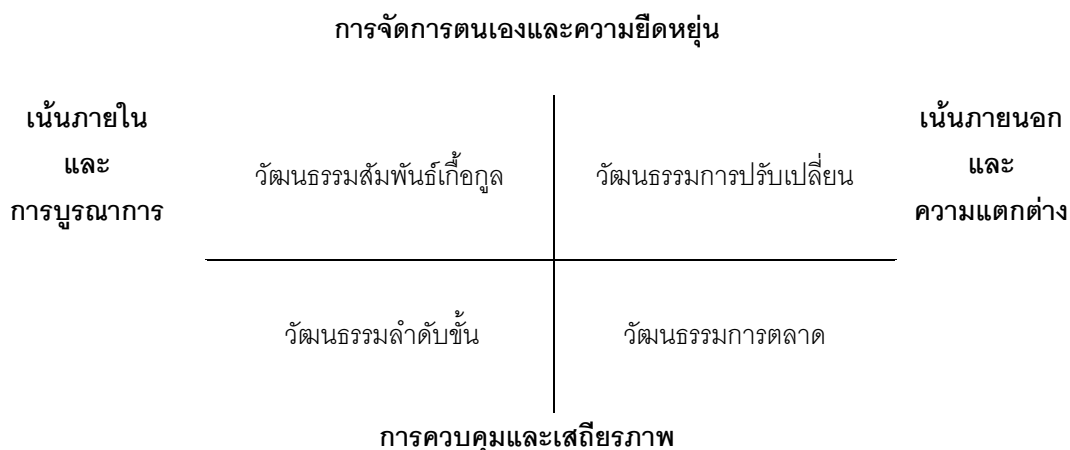 การจัดการตนเองและความยืดหยุ่น
เน้นภายใน
และ
การบูรณาการ
วัฒนธรรมสัมพันธ์เกื้อกูล
วัฒนธรรมการปรับเปลี่ยน
เน้นภายนอก
และ
ความแตกต่าง
วัฒนธรรมลำดับขั้น
วัฒนธรรมการตลาด
การควบคุมและเสถียรภาพ